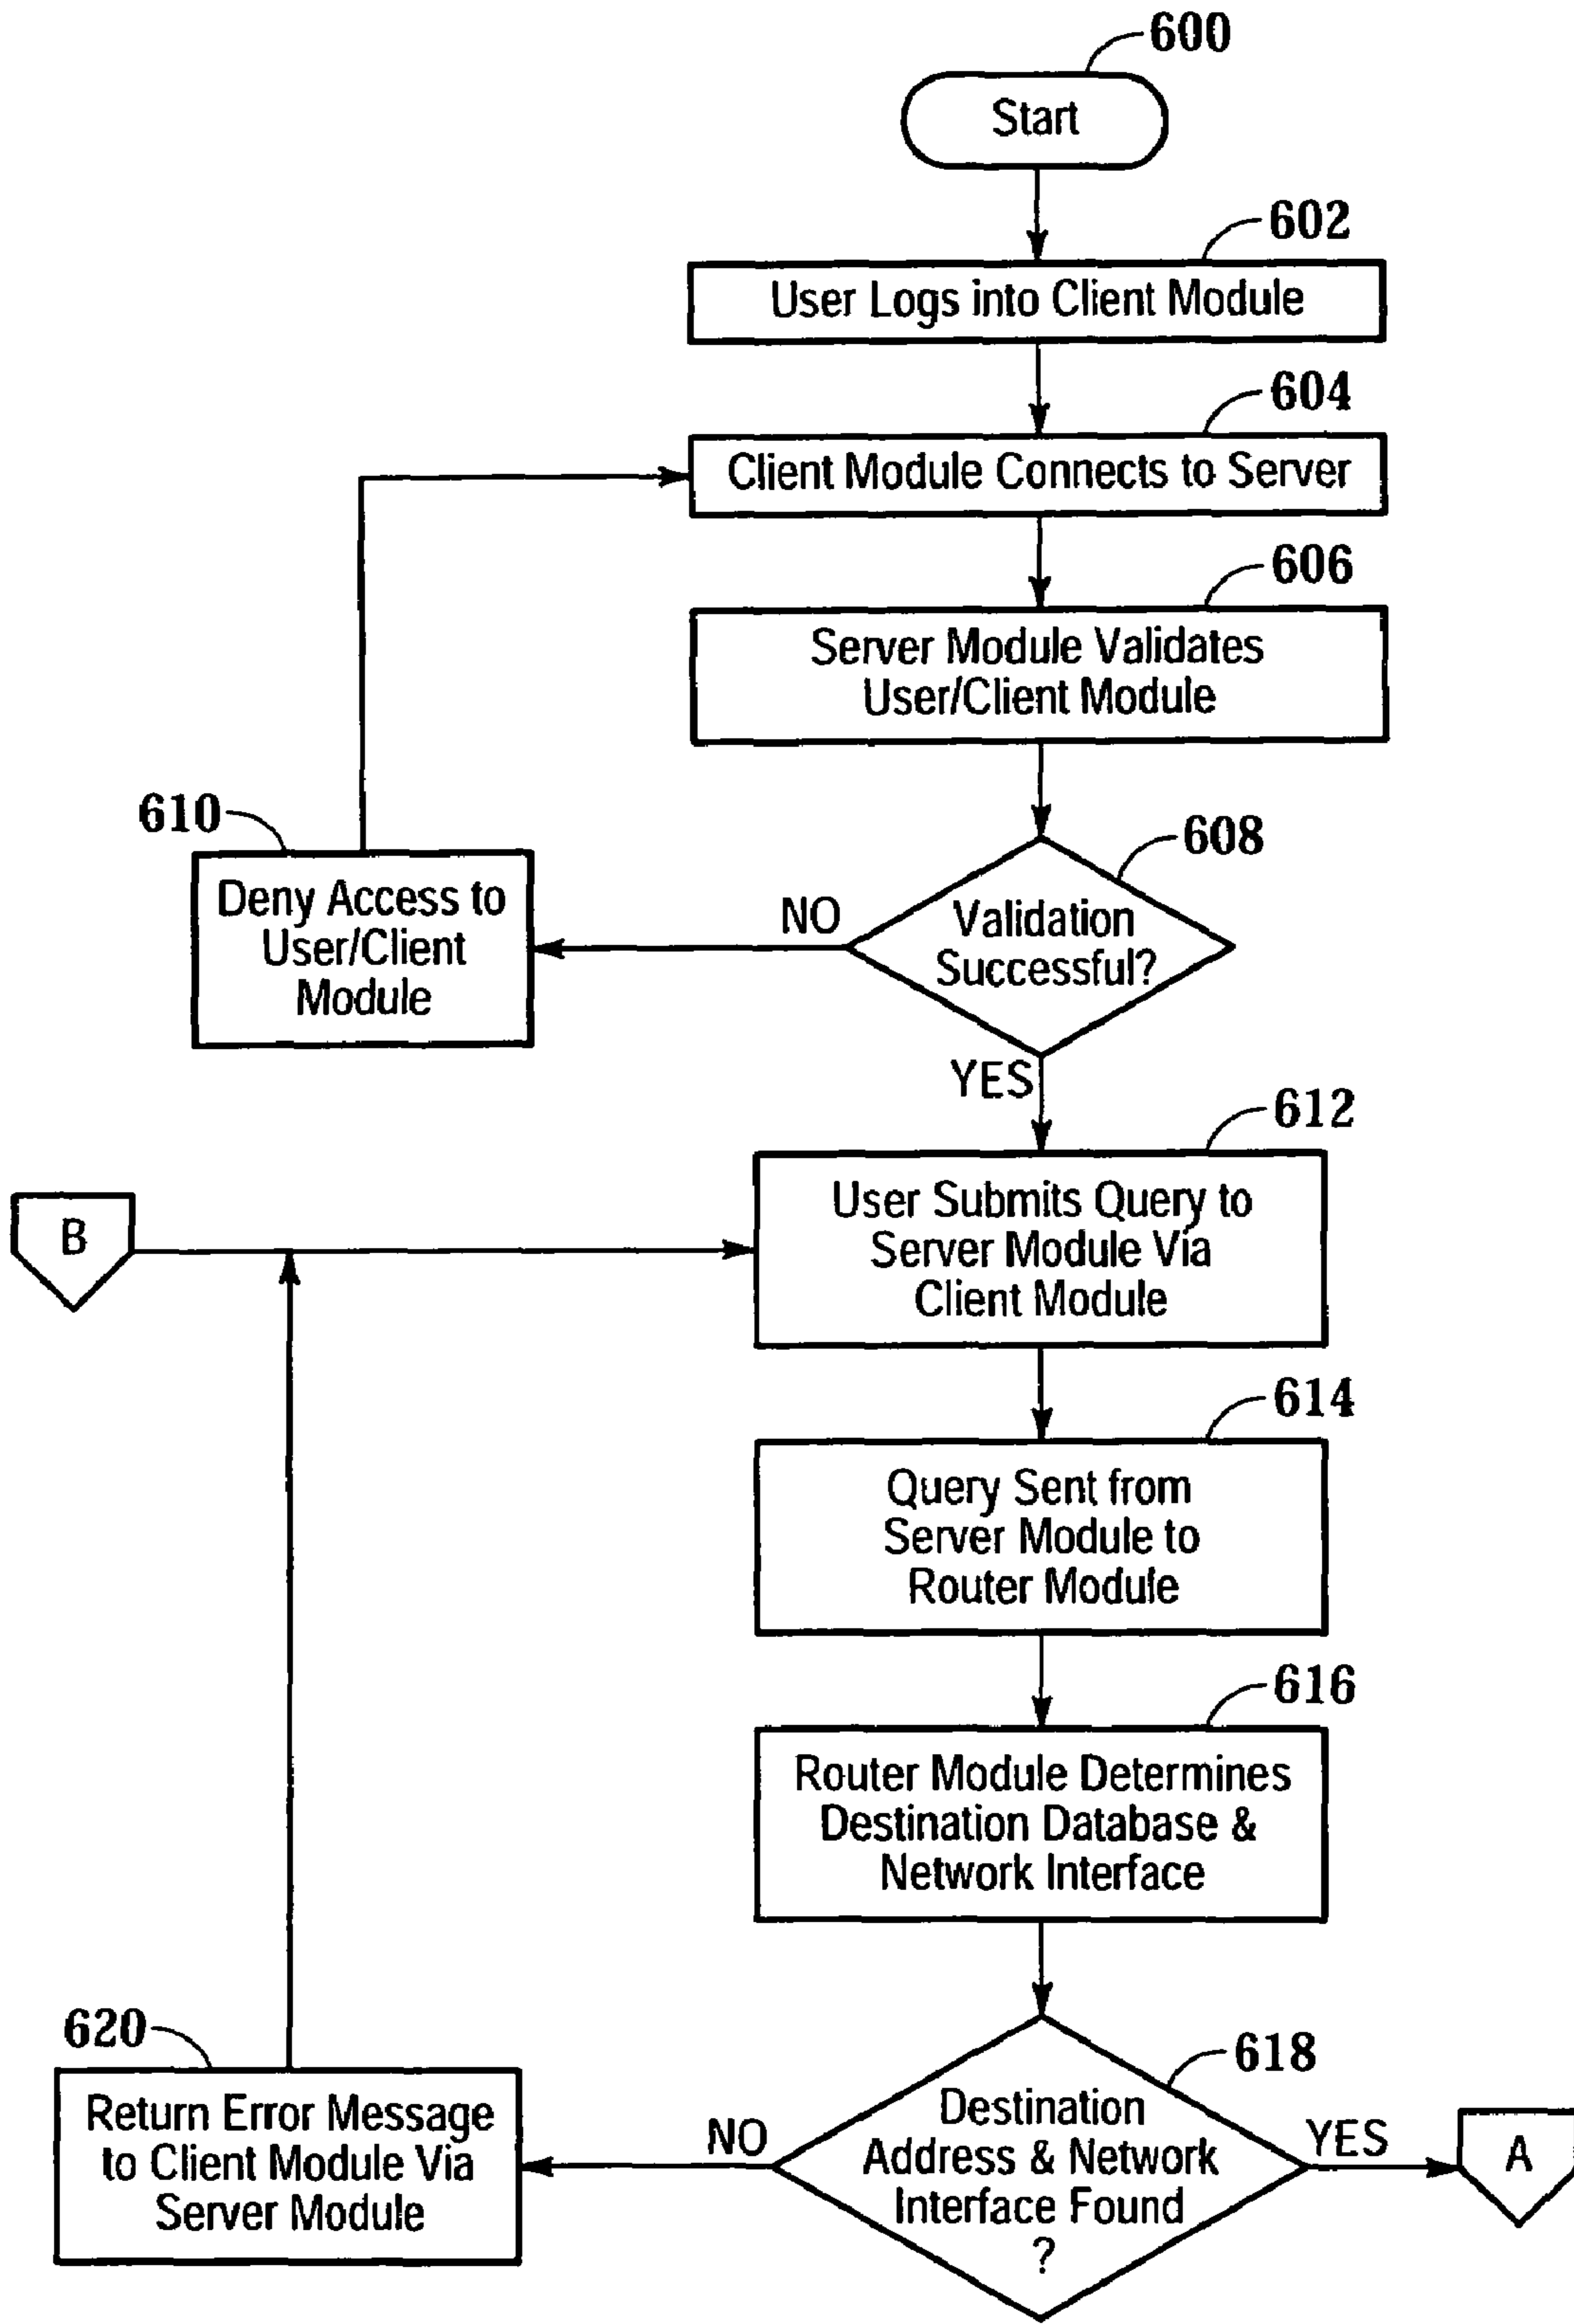 600
Start
602
User Logs into Client Module
604
Client Module Connects to Server
606
Server Module Validates
User/Client Module
610
608
Deny Access to
User/Client
Module
NO
Validation
Successful?
YES
612
B
User Submits Query to
Server Module Via
Client Module
614
Query Sent from
Server Module to
Router Module
616
Router Module Determines
Destination Database &
Network Interface
620
618
Return Error Message
to Client Module Via
Server Module
NO
Destination
Address & Network
Interface Found
?
YES
A